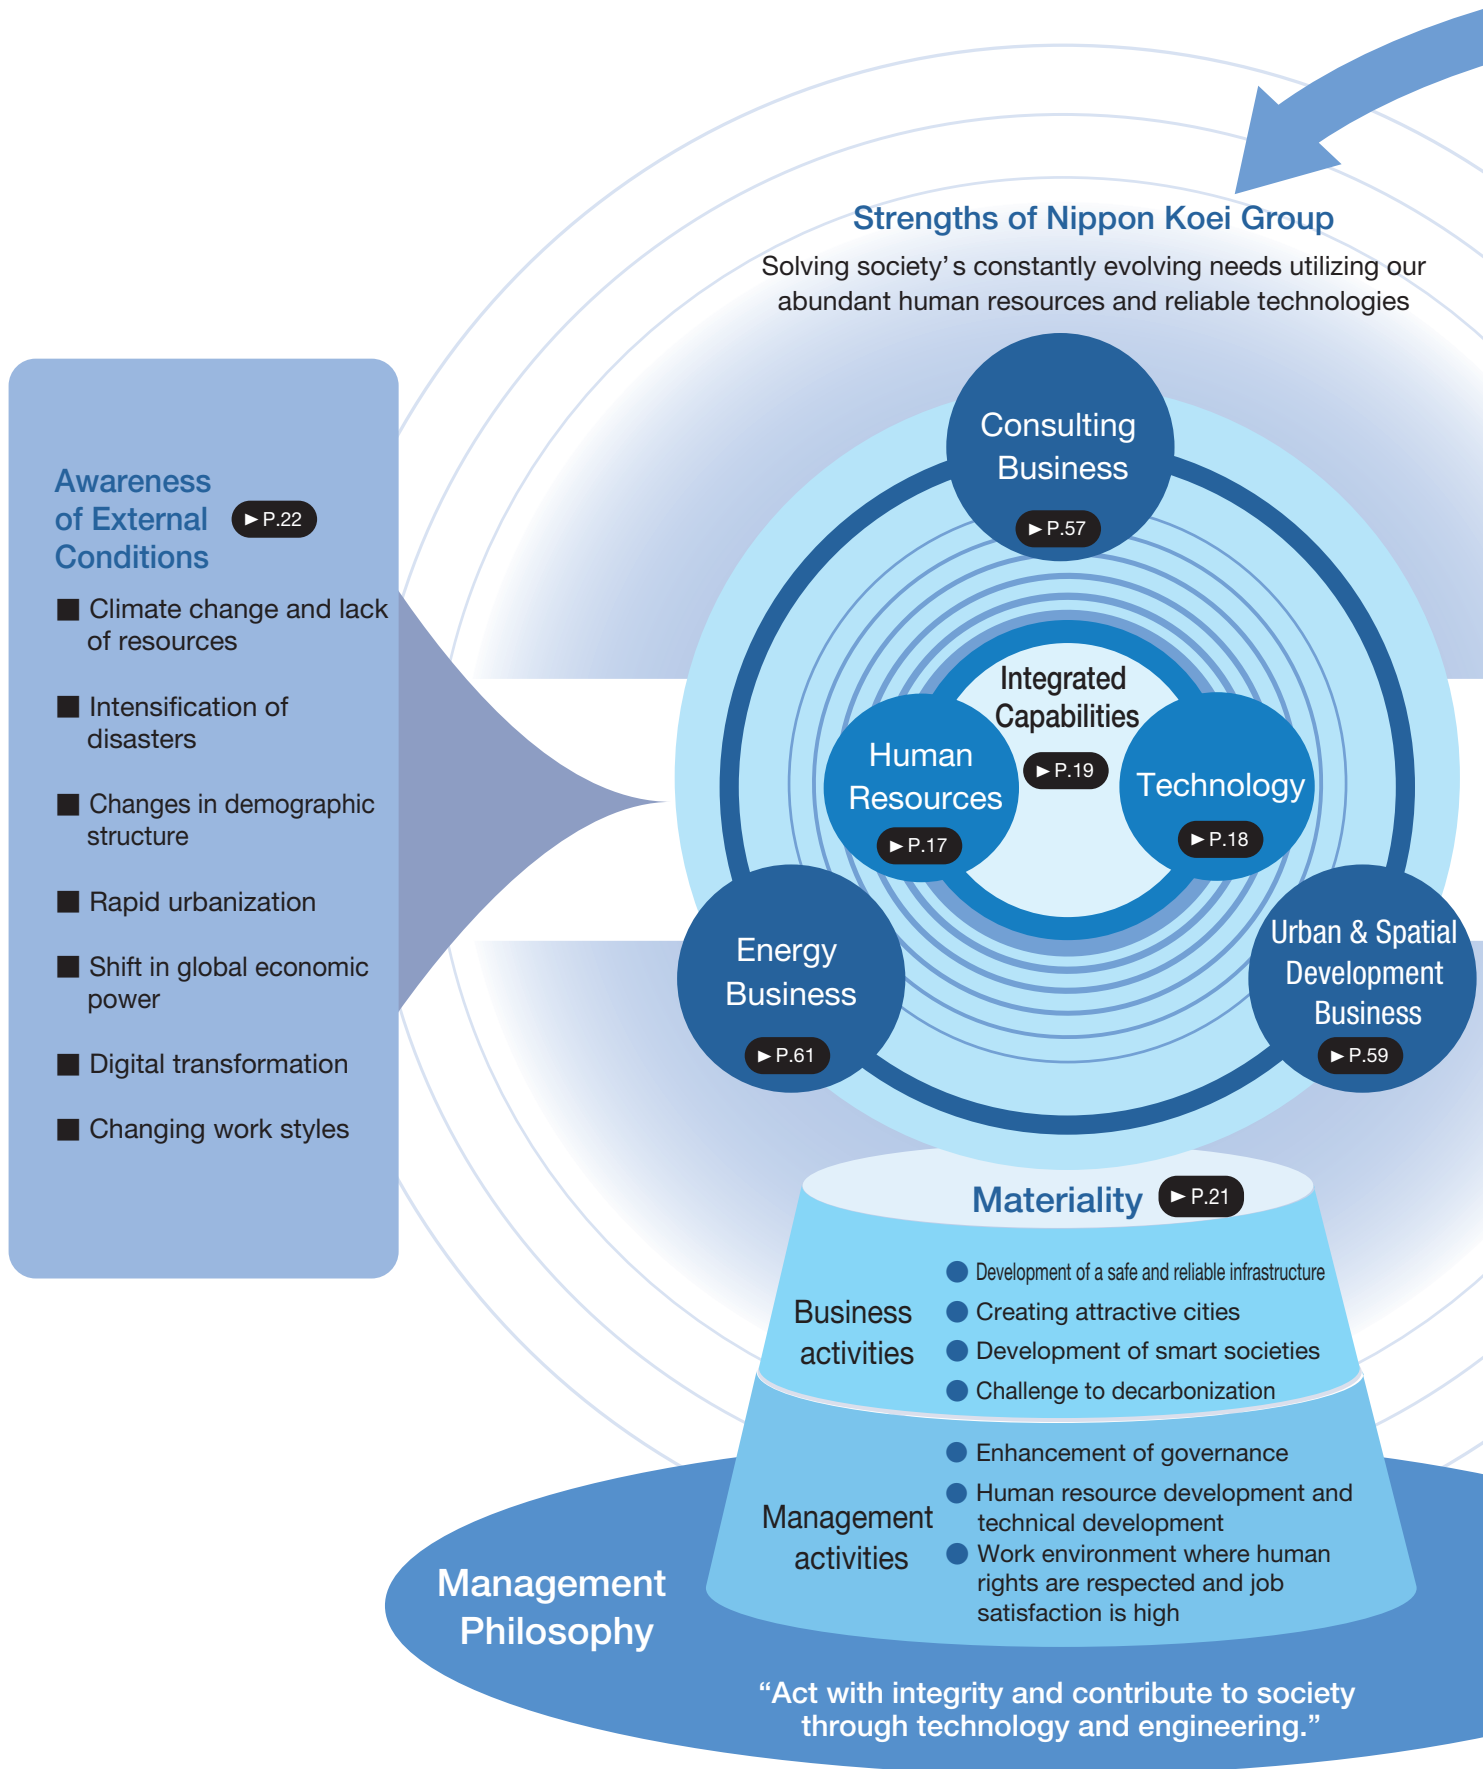 Strengths of Nippon Koei Group
Solving society's constantly evolving needs utilizing our
abundant human resources and reliable technologies
Awareness
of External
Conditions
►P.22
■ Climate change and lack
of resources
■ Intensification of
disasters
■ Changes in demographic
structure
■ Rapid urbanization
■ Shift in global economic
power
■ Digital transformation
■ Changing work styles
Consulting
Business
►P.57
Integrated
Capabilities
►P.19
Human
Resources
►P.17
Technology
►P.18
Energy
Business
►P.61
Urban & Spatial
Development
Business
►P.59
Materiality ►P.21
Business
activities
● Development of a safe and reliable infrastructure
● Creating attractive cities
● Development of smart societies
● Challenge to decarbonization
Management
activities
● Enhancement of governance
● Human resource development and
technical development
● Work environment where human
rights are respected and job
satisfaction is high
Management
Philosophy
“Act with integrity and contribute to society
through technology and engineering.”